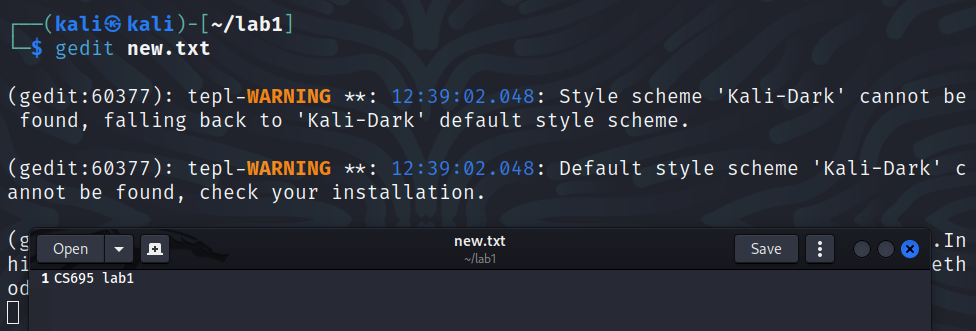 ┌──(kali㉿kali)-[~/lab1]
└─$ gedit new.txt
(gedit:60377): tepl-WARNING **: 12:39:02.048: Style scheme 'Kali-Dark' cannot be
found, falling back to 'Kali-Dark' default style scheme.
(gedit:60377): tepl-WARNING **: 12:39:02.048: Default style scheme 'Kali-Dark' c
annot be found, check your installation.
(g
.In
hi
eth
od
Open
new.txt
~/lab1
Save
1 CS695 lab1